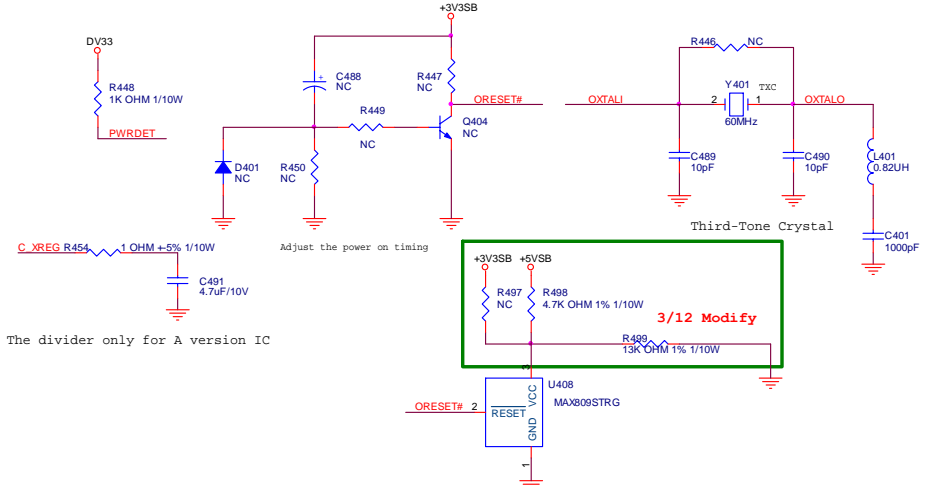 +3V3SB
DV33
R448
1K OHM 1/10W
PWRDET
C488
NC
+
R447
NC
ORESET#
R449
NC
Q404
NC
D401
NC
R450
NC
Adjust the power on timing
R446
NC
OXTALI
Y401
TXC
2
1
60MHz
OXTALO
C489
10pF
C490
10pF
L401
0.82UH
C401
1000pF
Third-Tone Crystal
C_XREG
R454
1 OHM +-5% 1/10W
C491
4.7uF/10V
The divider only for A version IC
+3V3SB
+5VSB
R497
NC
R498
4.7K OHM 1% 1/10W
3/12 Modify
R499
13K OHM 1% 1/10W
3
U408
MAX809STRG
ORESET#
2
RESET
VCC
GND
1